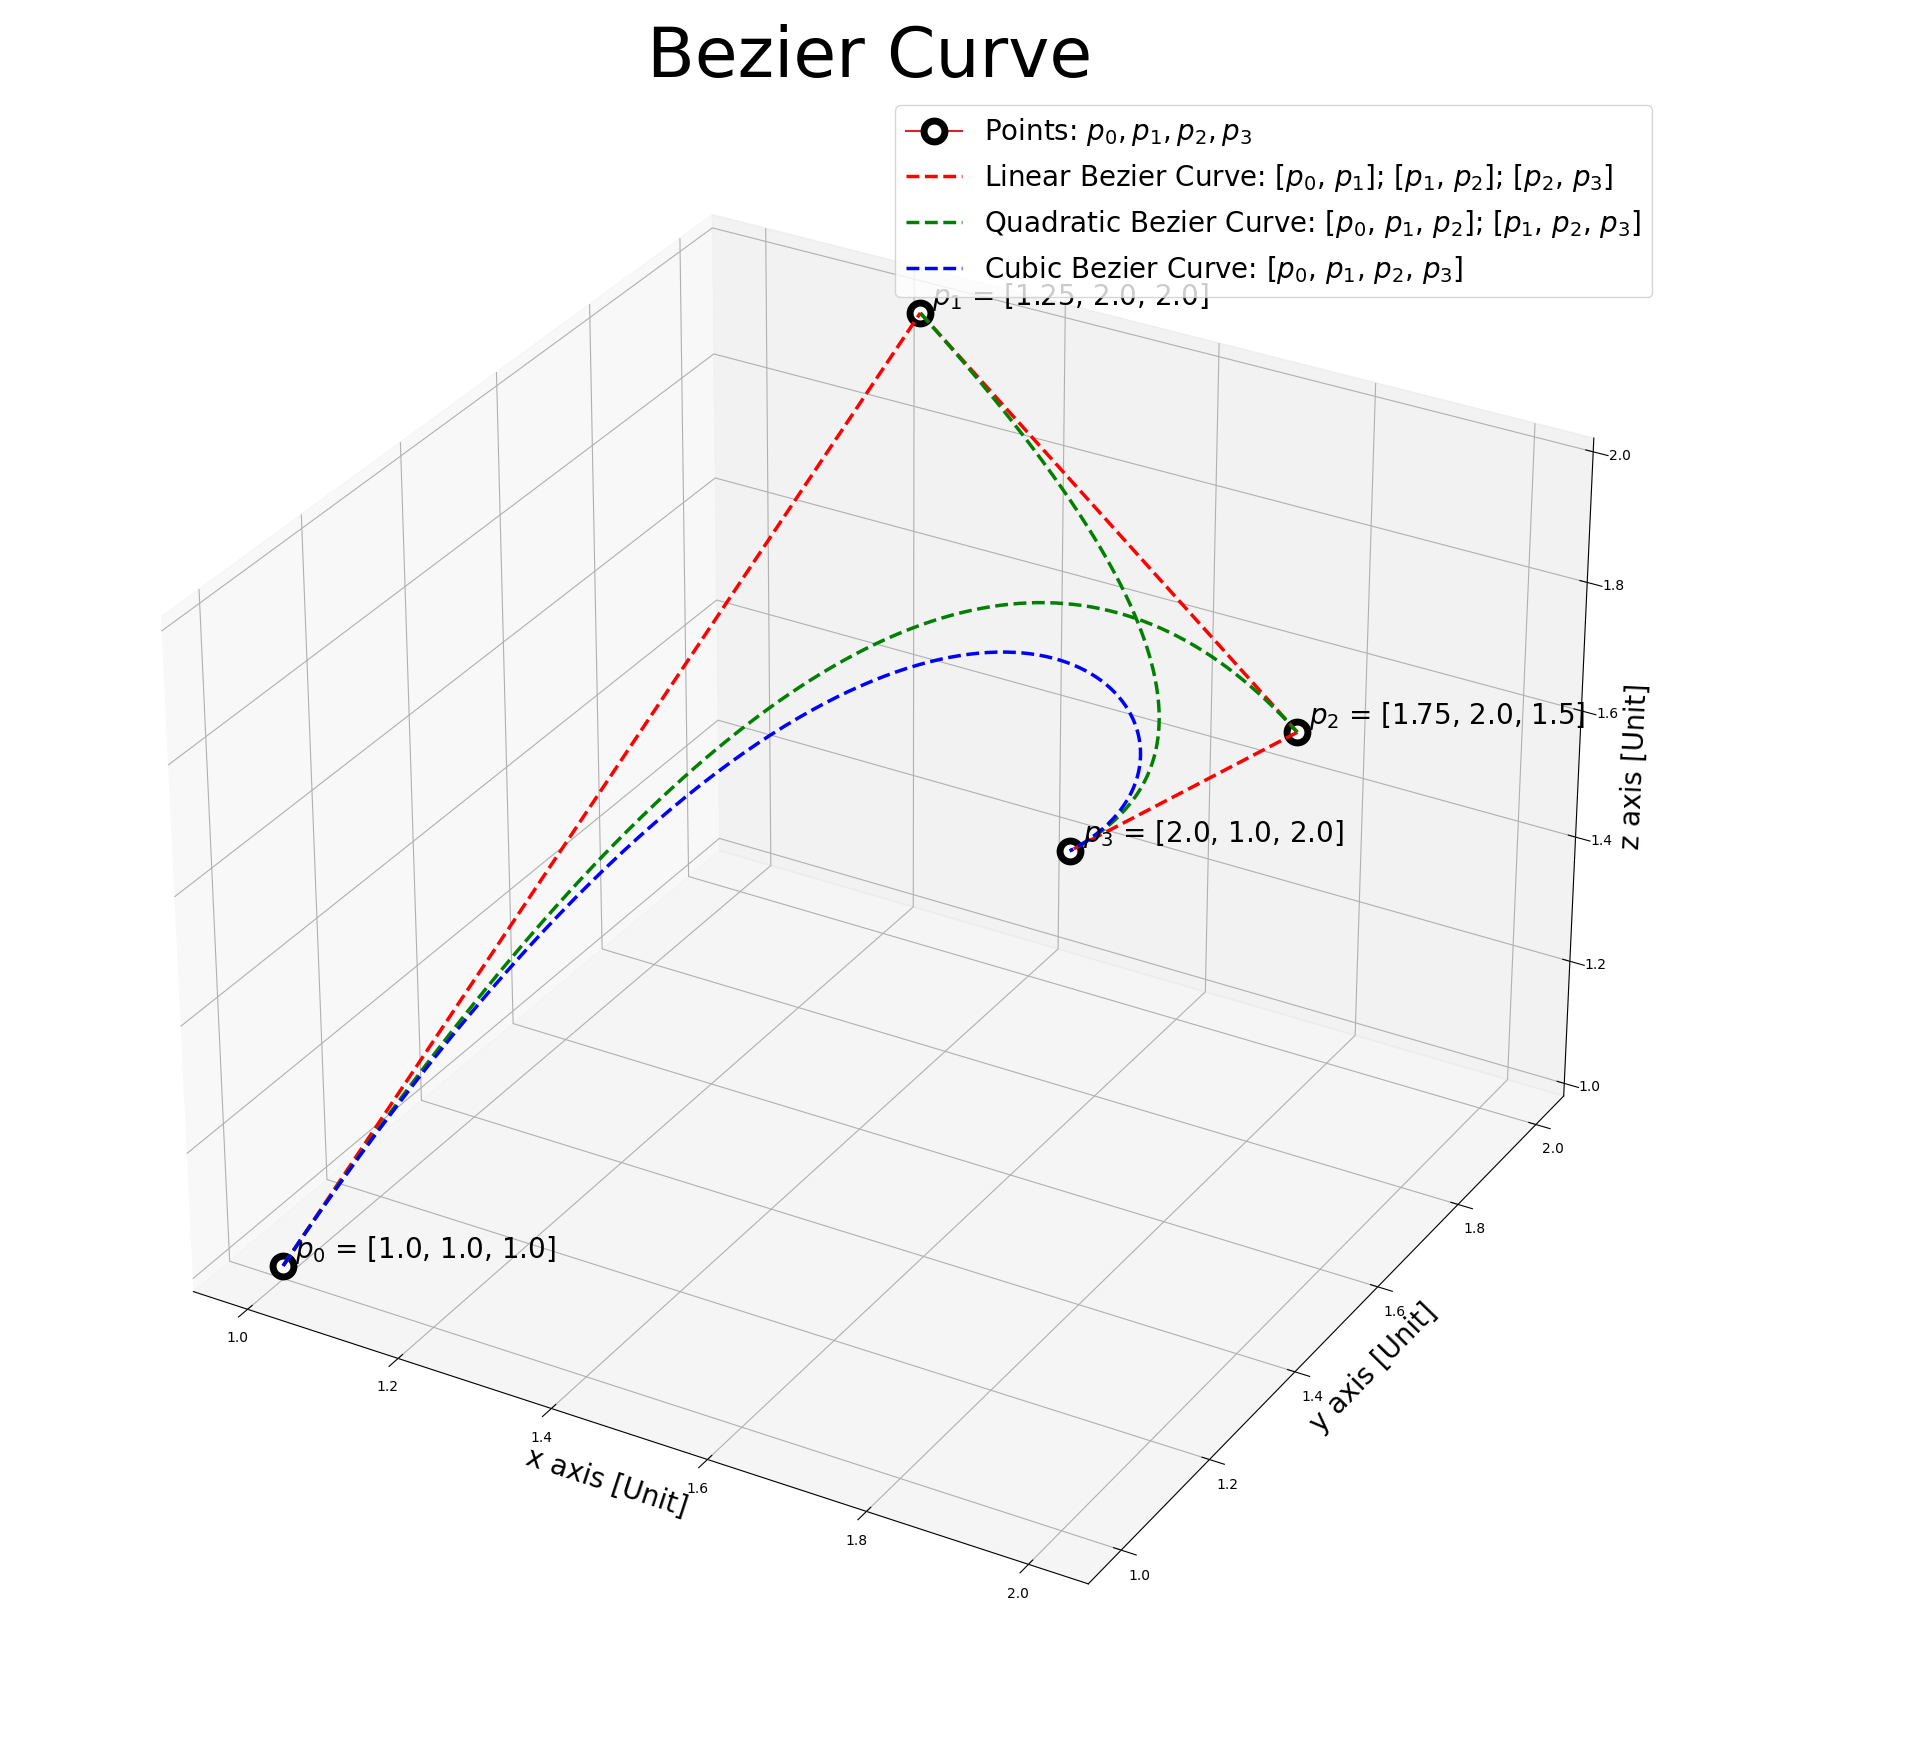 Bezier Curve
Points: p₀, p₁, p₂, p₃
Linear Bezier Curve: [p₀, p₁]; [p₁, p₂]; [p₂, p₃]
Quadratic Bezier Curve: [p₀, p₁, p₂]; [p₁, p₂, p₃]
Cubic Bezier Curve: [p₀, p₁, p₂, p₃]
p₁ = [1.25, 2.0, 2.0]
p₂ = [1.75, 2.0, 1.5]
p₃ = [2.0, 1.0, 2.0]
p₀ = [1.0, 1.0, 1.0]
2.0
1.8
1.6
1.4
1.2
1.0
z axis [Unit]
2.0
1.8
1.6
1.4
1.2
1.0
y axis [Unit]
1.0
1.2
1.4
1.6
1.8
2.0
x axis [Unit]